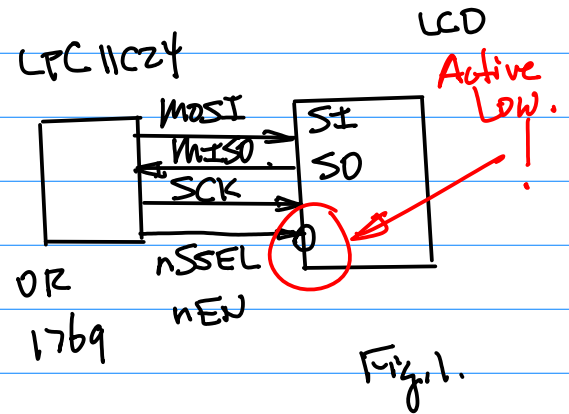 LCD
LPC11C24
Active
Low.
!
MOSI
SI
MISO.
SO
SCK
nSSEL
OR
nEN
1769
Fig.1.